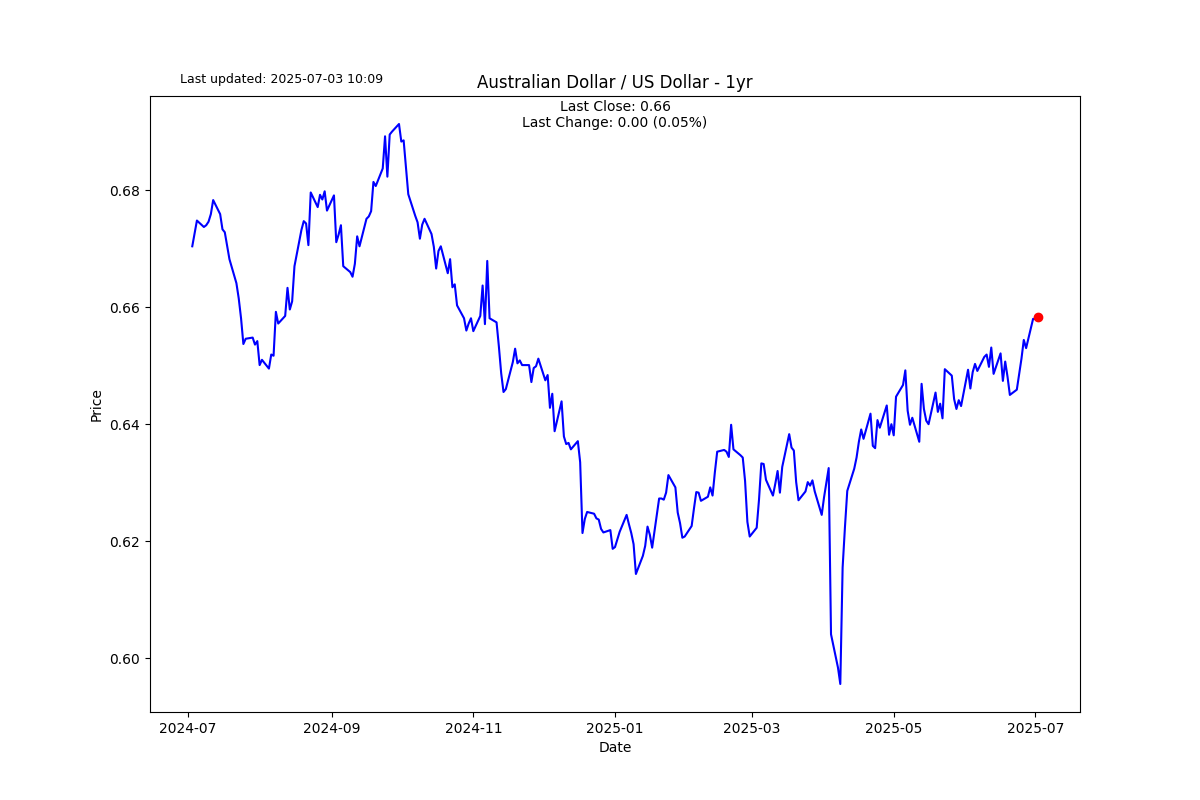 Last updated: 2025-07-03 10:09
Australian Dollar / US Dollar - 1yr
Last Close: 0.66
Last Change: 0.00 (0.05%)
Price
0.68
0.66
0.64
0.62
0.60
2024-07
2024-09
2024-11
2025-01
2025-03
2025-05
2025-07
Date